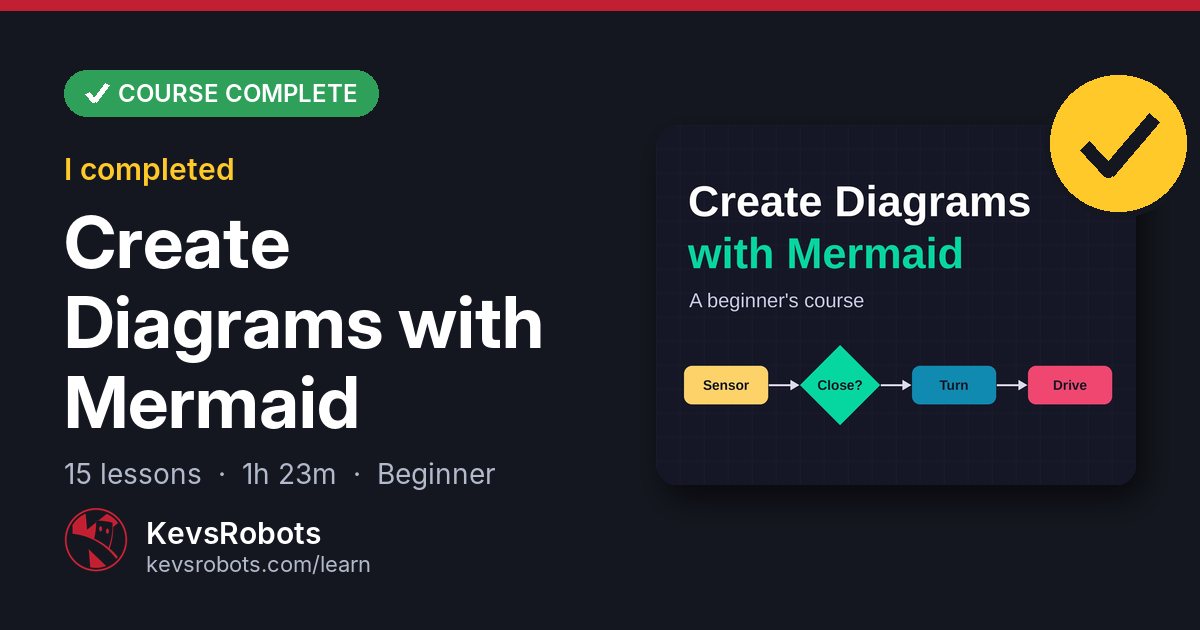 COURSE COMPLETE
I completed
Create
Diagrams with
Mermaid
15 lessons · 1h 23m · Beginner
KevsRobots
kevsrobots.com/learn
Create Diagrams
with Mermaid
A beginner's course
Sensor
Close?
Turn
Drive